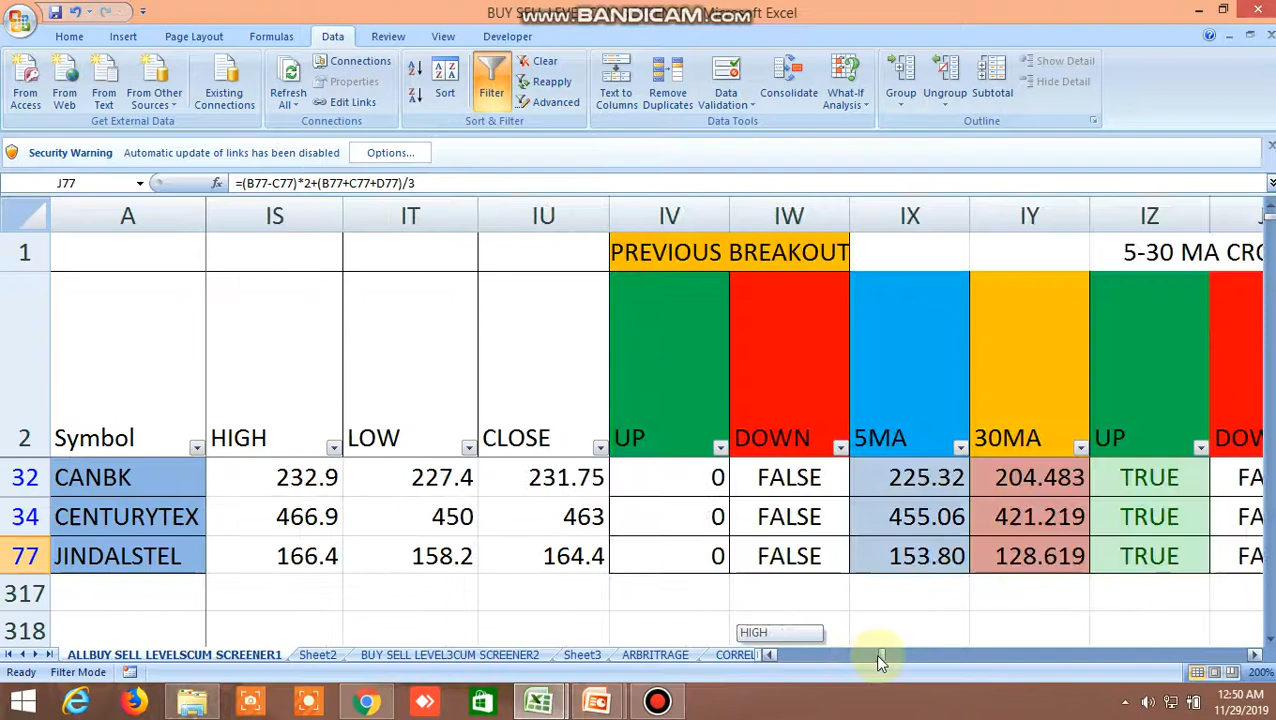 BUY SELL LEVEL
www.BANDICAM.com
Microsoft Excel
Home Insert Page Layout Formulas Data Review View Developer
From Access
From Web
From Text
From Other Sources
Existing Connections
Get External Data
Refresh All
Connections
Properties
Edit Links
Connections
Sort
Filter
Clear
Reapply
Advanced
Sort & Filter
Text to Columns
Remove Duplicates
Data Validation
Consolidate
What-If Analysis
Data Tools
Group
Ungroup
Subtotal
Show Detail
Hide Detail
Outline
Security Warning Automatic update of links has been disabled Options...
J77 fx =(B77-C77)*2+(B77+C77+D77)/3
A IS IT IU IV IW IX IY IZ
1 PREVIOUS BREAKOUT 5-30 MA CRO
2 Symbol HIGH LOW CLOSE UP DOWN 5MA 30MA UP DOW
32 CANBK 232.9 227.4 231.75 0 FALSE 225.32 204.483 TRUE FA
34 CENTURYTEX 466.9 450 463 0 FALSE 455.06 421.219 TRUE FA
77 JINDALSTEL 166.4 158.2 164.4 0 FALSE 153.80 128.619 TRUE FA
317
318
HIGH
ALLBUY SELL LEVELSCUM SCREENER1 Sheet2 BUY SELL LEVEL3CUM SCREENER2 Sheet3 ARBITRAGE CORREL
Ready Filter Mode 200%
12:50 AM
11/29/2019